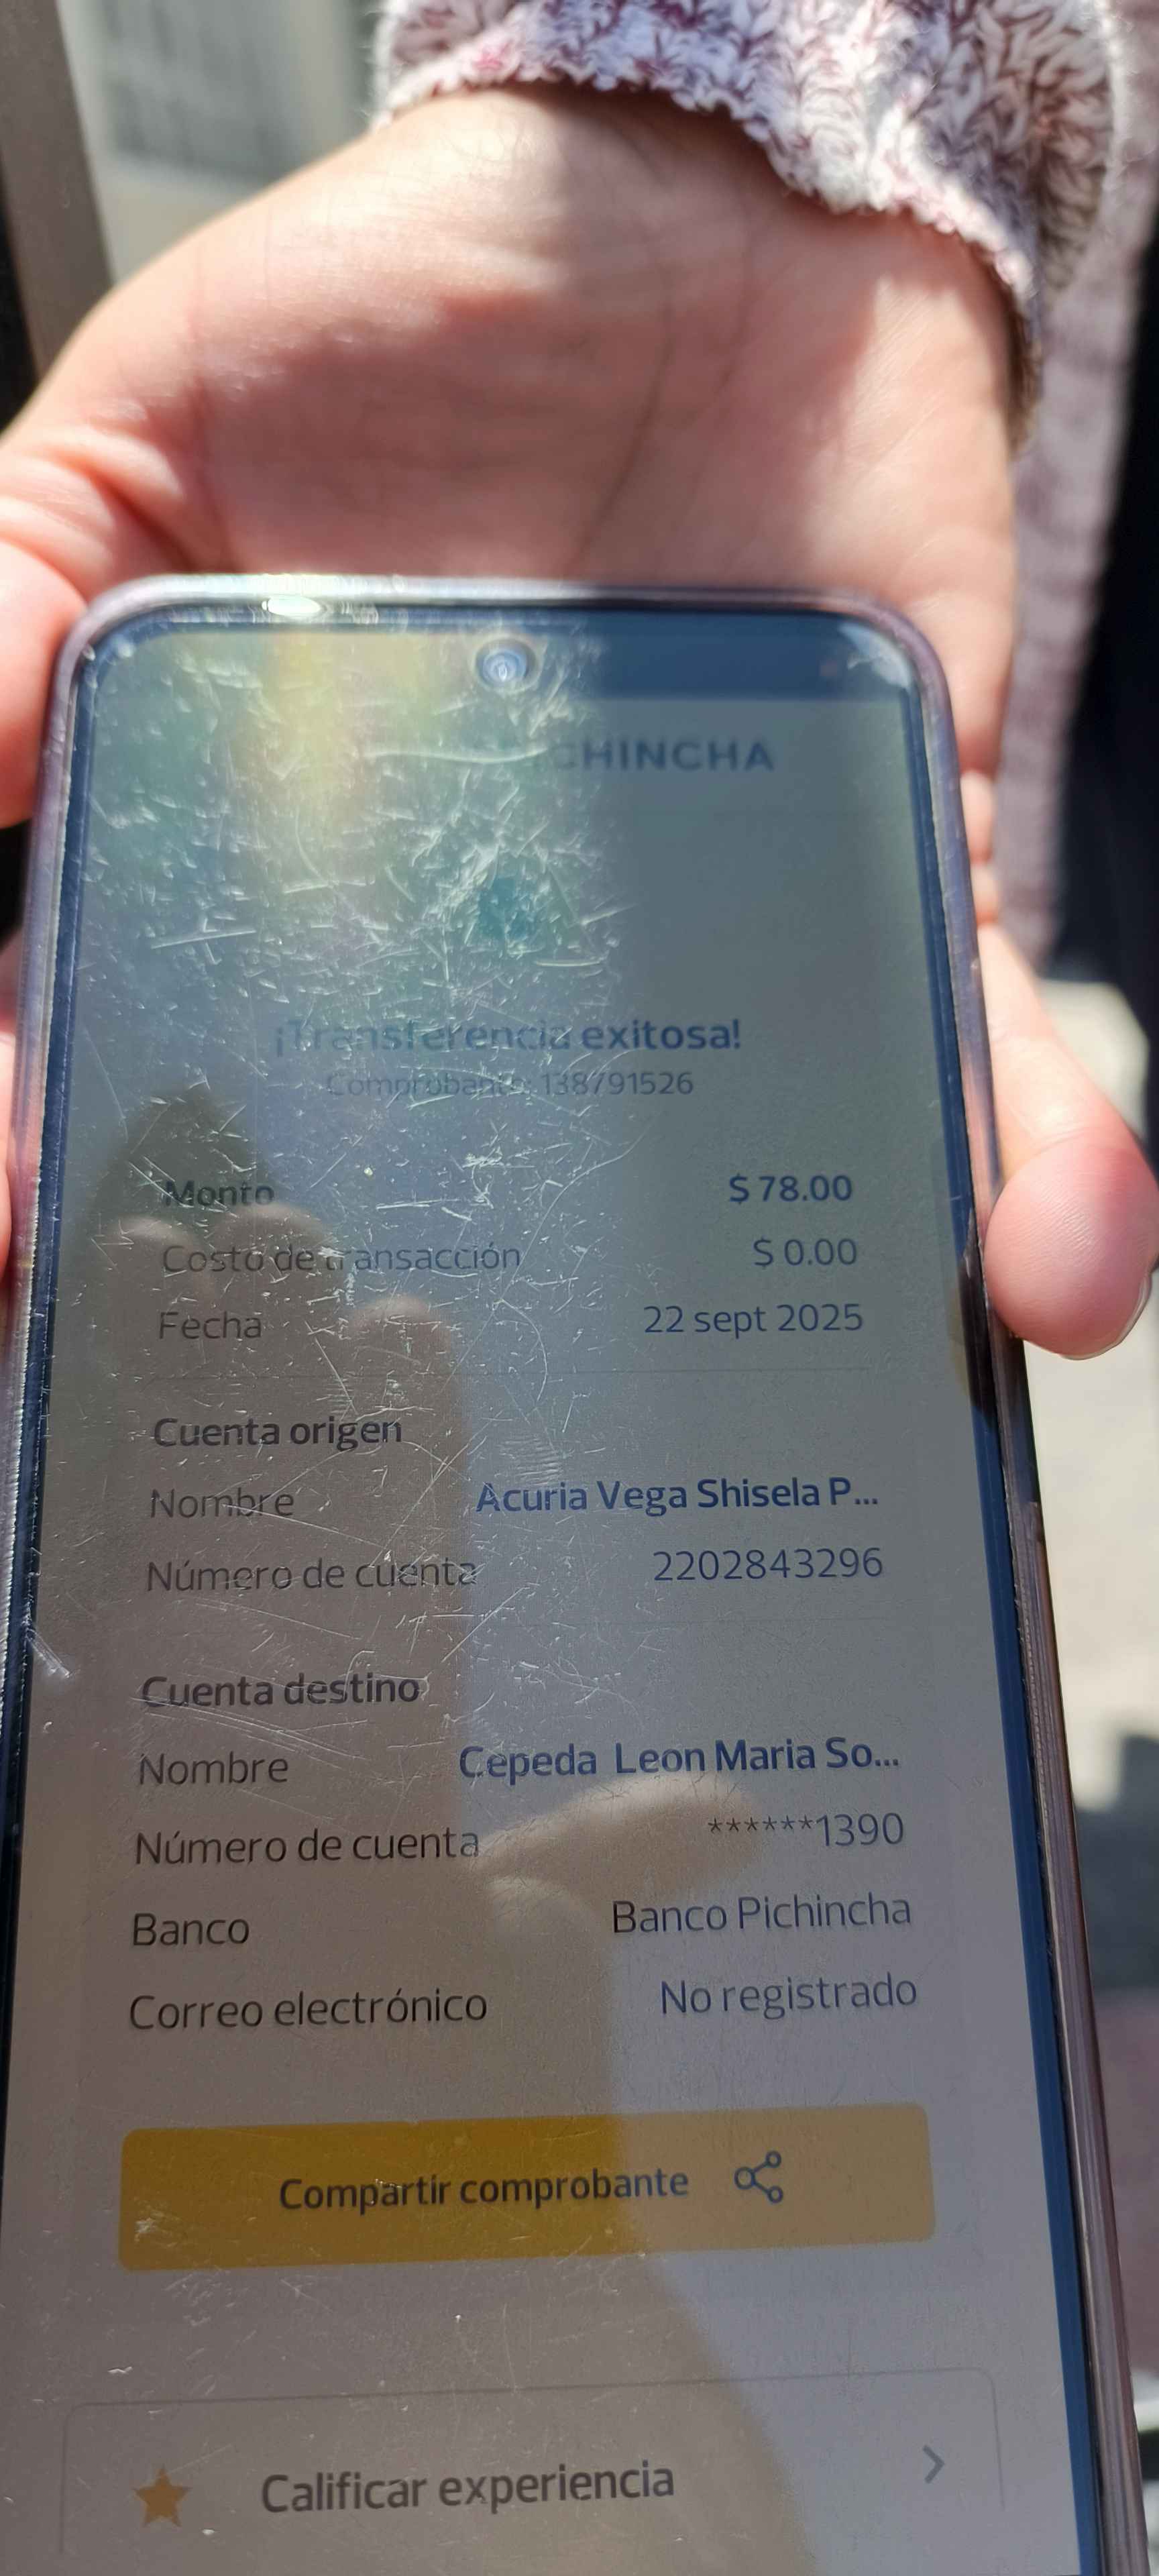 CHINCHA
¡Transferencia exitosa!
Comprobante: 138791526
Monto $ 78.00
Costo de transacción $ 0.00
Fecha 22 sept 2025
Cuenta origen
Nombre Acuria Vega Shisela P...
Número de cuenta 2202843296
Cuenta destino
Nombre Cepeda Leon Maria So...
Número de cuenta ******1390
Banco Banco Pichincha
Correo electrónico No registrado
Compartir comprobante
Calificar experiencia